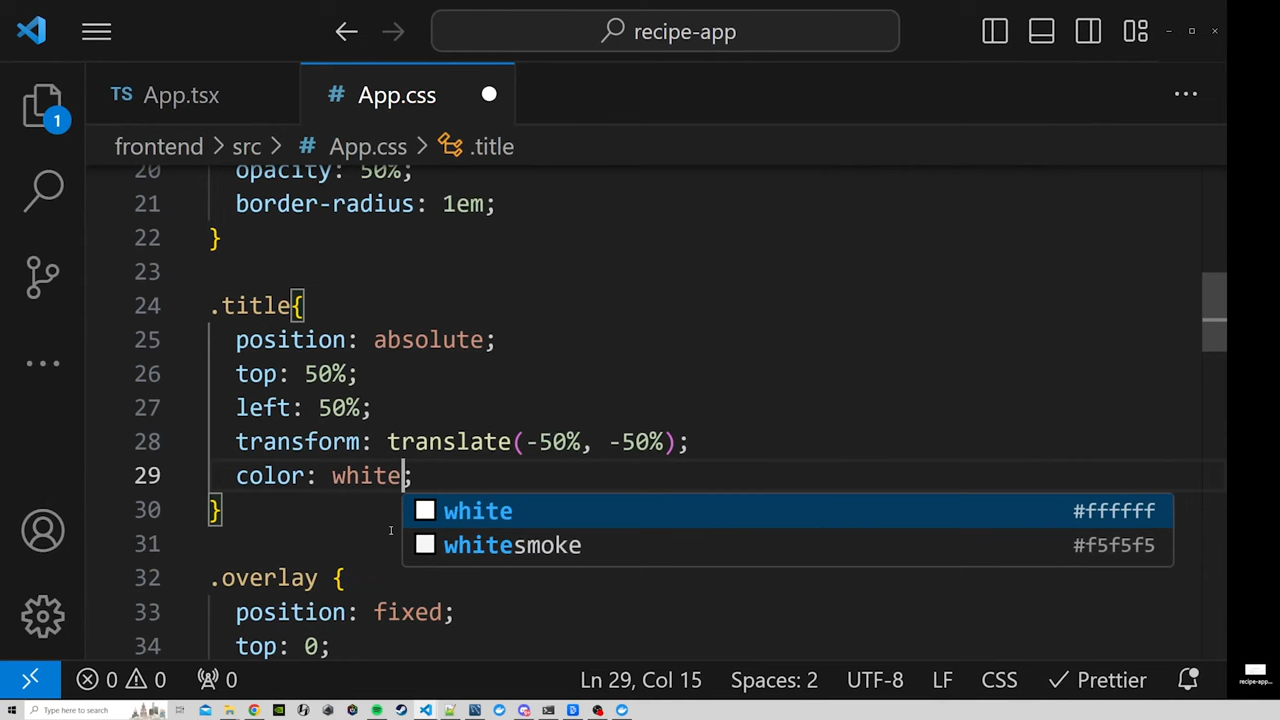 recipe-app
TS App.tsx
# App.css
1
frontend > src > # App.css > .title
20 opacity: 50%;
21 border-radius: 1em;
22 }
23
24 .title{
25 position: absolute;
26 top: 50%;
27 left: 50%;
28 transform: translate(-50%, -50%);
29 color: white;
white #ffffff
whitesmoke #f5f5f5
30 }
31
32 .overlay {
33 position: fixed;
34 top: 0;
0 0 0 Ln 29, Col 15 Spaces: 2 UTF-8 LF CSS Prettier
recipe-app...
Type here to search